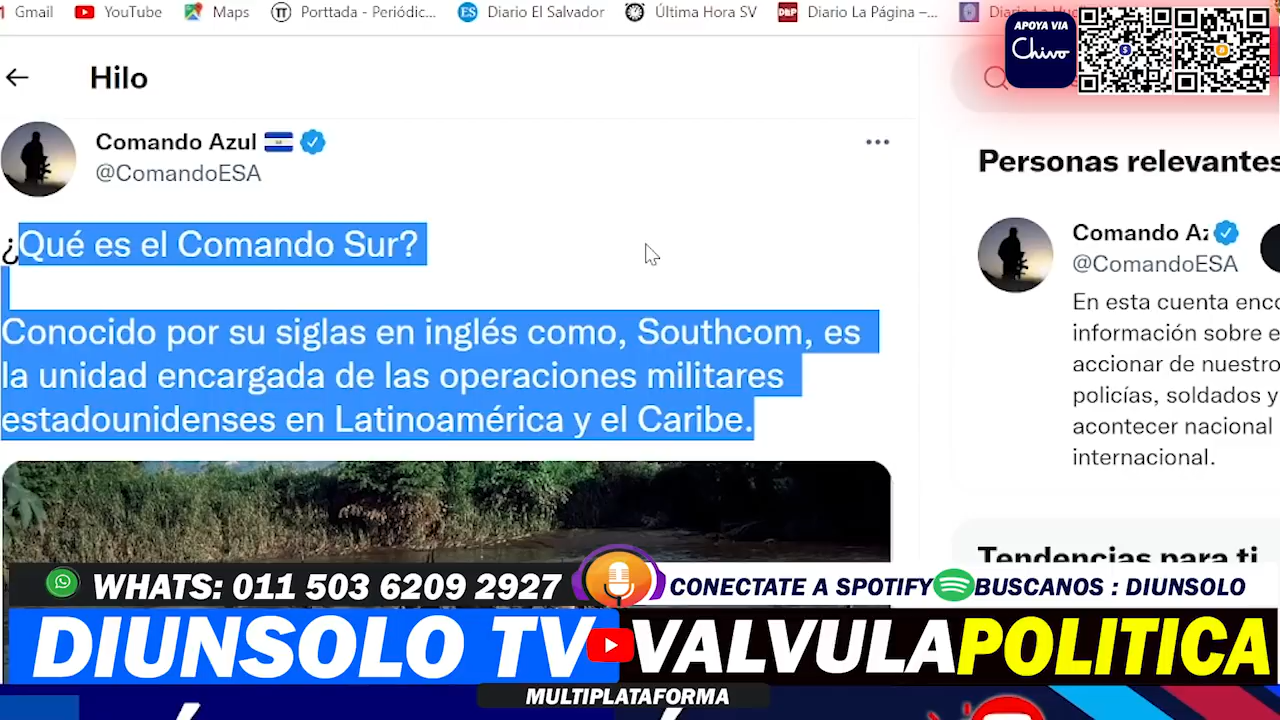 Gmail
YouTube
Maps
Porttada - Periódic...
Diario El Salvador
Última Hora SV
Diario La Página –...
APOYA VIA
Chivo
Hilo
Comando Azul
@ComandoESA
¿Qué es el Comando Sur?
Conocido por su siglas en inglés como, Southcom, es
la unidad encargada de las operaciones militares
estadounidenses en Latinoamérica y el Caribe.
Personas relevantes
Comando Az
@ComandoESA
En esta cuenta enco
información sobre e
accionar de nuestro
policías, soldados y
acontecer nacional
internacional.
Tendencias para ti
WHATS: 011 503 6209 2927
CONECTATE A SPOTIFY BUSCANOS : DIUNSOLO
DIUNSOLO TV VALVULAPOLITICA
MULTIPLATAFORMA